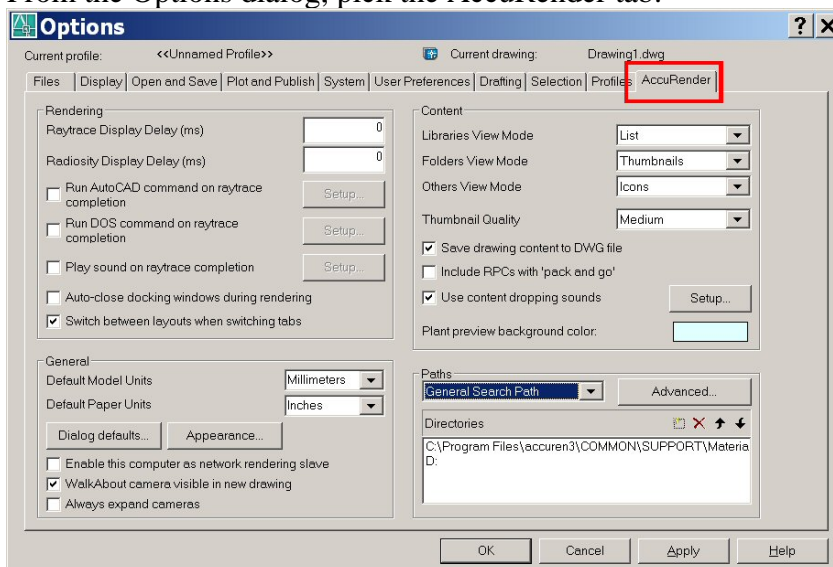 From the Options dialog, pick the AccuRender tab.
Options
Current profile: <<Unnamed Profile>> Current drawing: Drawing1.dwg
Files Display Open and Save Plot and Publish System User Preferences Drafting Selection Profiles AccuRender
Rendering
Raytrace Display Delay (ms) 0
Radiosity Display Delay (ms) 0
Run AutoCAD command on raytrace
completion
Setup...
Run DOS command on raytrace
completion
Setup...
Play sound on raytrace completion Setup...
Auto-close docking windows during rendering
Switch between layouts when switching tabs
Content
Libraries View Mode List
Folders View Mode Thumbnails
Others View Mode Icons
Thumbnail Quality Medium
Save drawing content to DWG file
Include RPCs with 'pack and go'
Use content dropping sounds Setup...
Plant preview background color:
General
Default Model Units Millimeters
Default Paper Units Inches
Dialog defaults... Appearance...
Enable this computer as network rendering slave
WalkAbout camera visible in new drawing
Always expand cameras
Paths
General Search Path Advanced...
Directories
C:\Program Files\accuren3\COMMON\SUPPORT\Materia
D:
OK Cancel Apply Help